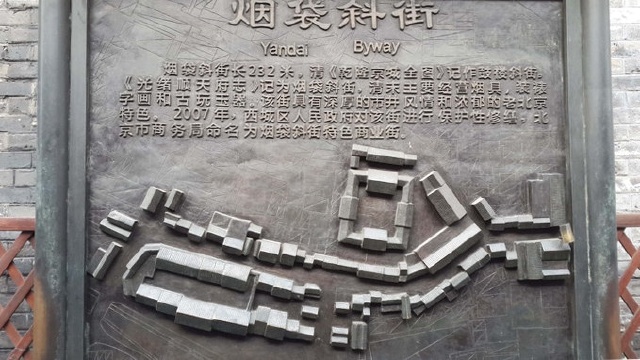 烟袋斜街
Yandai Byway
烟袋斜街长232米，清《乾隆京城全图》记作鼓楼斜街。
《光绪顺天府志》记为烟袋斜街，清末主要经营烟具，装裱
字画和古玩玉器。该街具有深厚的市井风情和浓郁的老北京
特色。2007年，西城区人民政府对该街进行保护性修缮。北
京市商务局命名为烟袋斜街特色商业街。